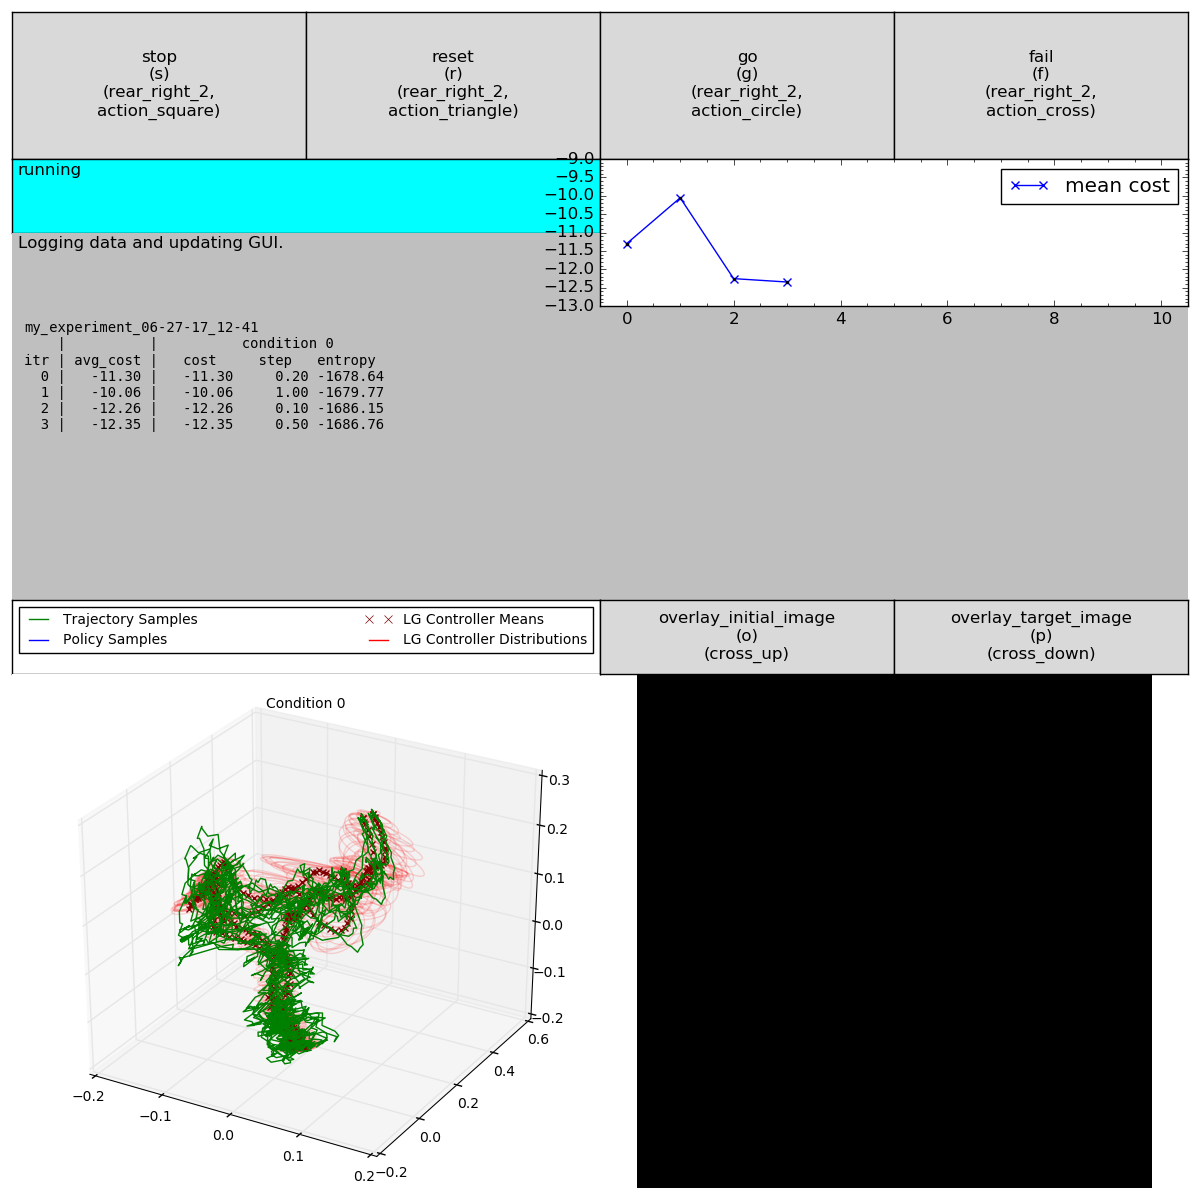 stop
(s)
(rear_right_2,
action_square)
reset
(r)
(rear_right_2,
action_triangle)
go
(g)
(rear_right_2,
action_circle)
fail
(f)
(rear_right_2,
action_cross)
running
Logging data and updating GUI.
−9.0
−9.5
−10.0
−10.5
−11.0
−11.5
−12.0
−12.5
−13.0
0 2 4 6 8 10
mean cost
my_experiment_06-27-17_12-41
| | condition 0
itr | avg_cost | cost step entropy
0 | -11.30 | -11.30 0.20 -1678.64
1 | -10.06 | -10.06 1.00 -1679.77
2 | -12.26 | -12.26 0.10 -1686.15
3 | -12.35 | -12.35 0.50 -1686.76
Trajectory Samples
Policy Samples
LG Controller Means
LG Controller Distributions
overlay_initial_image
(o)
(cross_up)
overlay_target_image
(p)
(cross_down)
Condition 0
0.3
0.2
0.1
0.0
−0.1
−0.2
0.6
0.4
0.2
0.0
−0.2
−0.2
−0.1
0.0
0.1
0.2